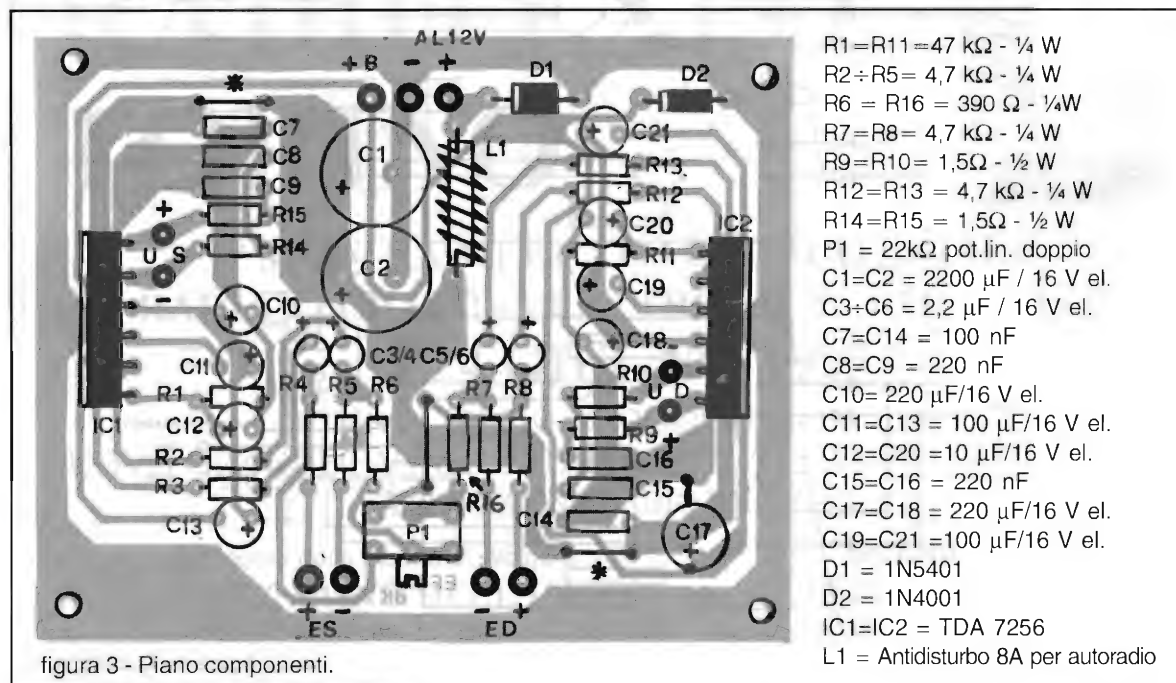 AL 12V
+ B - +
D1
D2
*
C7
C8
C9
R15
R14
+
U S
-
C1
+
C2
+
L1
+
C21
R13
R12
+
C20
R11
IC2
+
C19
C10
+
C11
+
R1
IC1
C12
+
R2
R3
C13
+
+ +
C3/4 C5/6
+ +
R4 R5 R6
R7 R8
C18
+
R10
U D
+
R9
C16
C15
C14
*
C17
+
R16
P1
+ -
ES
- +
ED
figura 3 - Piano componenti.
R1=R11=47 kΩ - ¼ W
R2÷R5= 4,7 kΩ - ¼ W
R6 = R16 = 390 Ω - ¼W
R7=R8= 4,7 kΩ - ¼ W
R9=R10= 1,5Ω - ½ W
R12=R13 = 4,7 kΩ - ¼ W
R14=R15 = 1,5Ω - ½ W
P1 = 22kΩ pot.lin. doppio
C1=C2 = 2200 µF / 16 V el.
C3÷C6 = 2,2 µF / 16 V el.
C7=C14 = 100 nF
C8=C9 = 220 nF
C10= 220 µF/16 V el.
C11=C13 = 100 µF/16 V el.
C12=C20 =10 µF/16 V el.
C15=C16 = 220 nF
C17=C18 = 220 µF/16 V el.
C19=C21 =100 µF/16 V el.
D1 = 1N5401
D2 = 1N4001
IC1=IC2 = TDA 7256
L1 = Antidisturbo 8A per autoradio